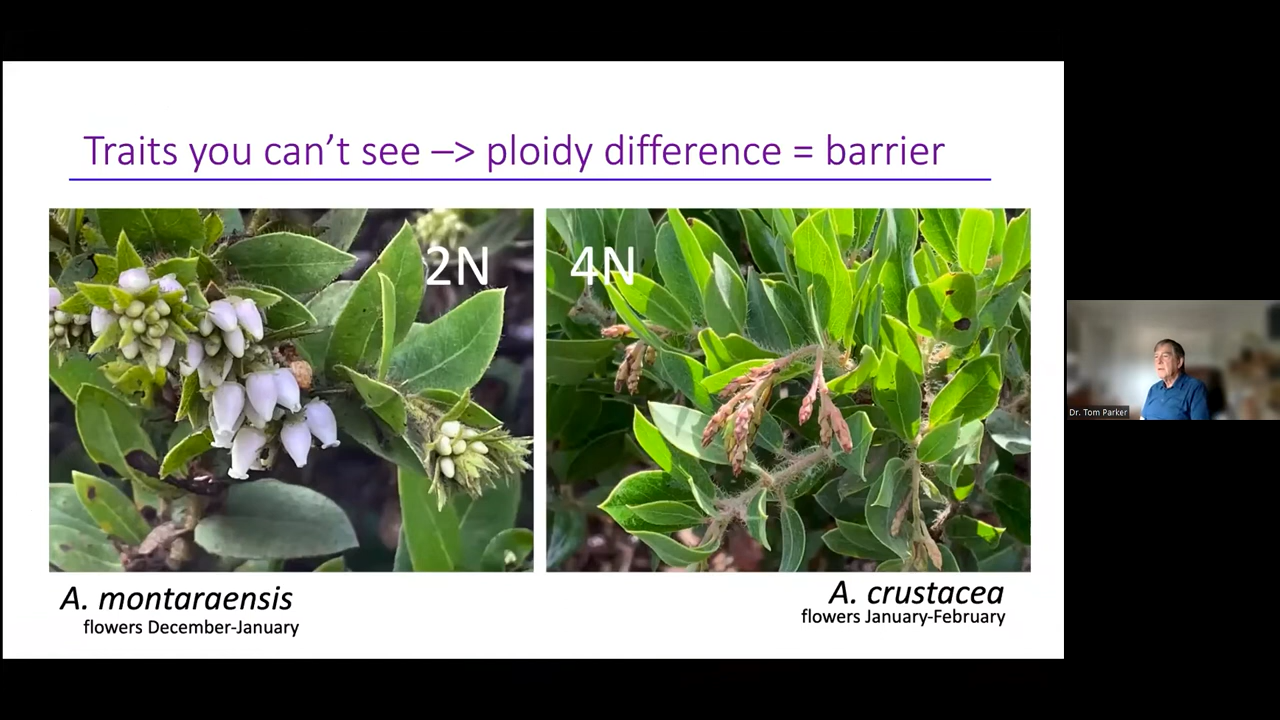 Traits you can’t see –> ploidy difference = barrier
2N
4N
A. montaraensis
flowers December-January
A. crustacea
flowers January-February
Dr. Tom Parker